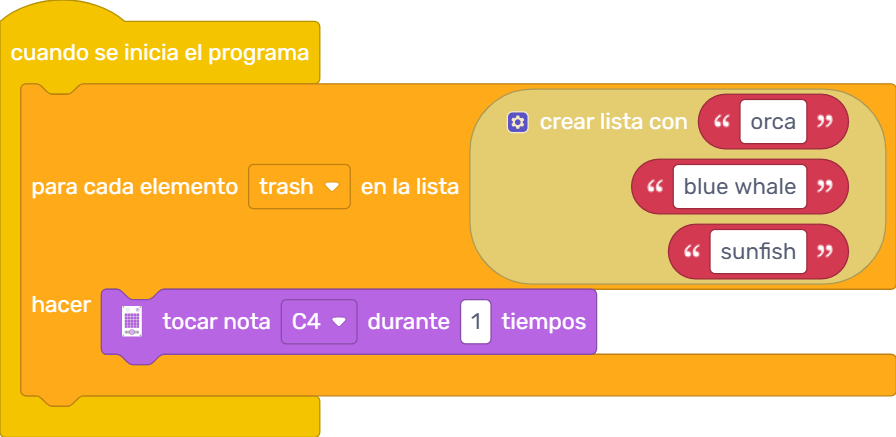 cuando se inicia el programa
crear lista con “ orca ”
para cada elemento trash en la lista “ blue whale ”
“ sunfish ”
hacer
tocar nota C4 durante 1 tiempos